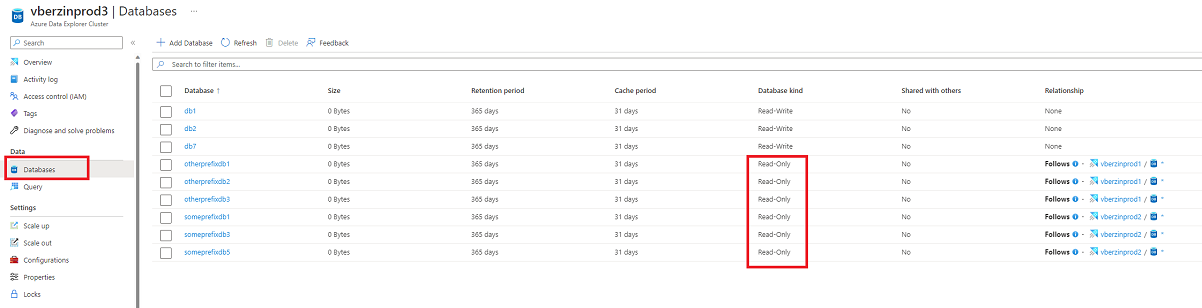 vberzinprod3 | Databases ...
Azure Data Explorer Cluster
Search «
Overview
Activity log
Access control (IAM)
Tags
Diagnose and solve problems
Data
Databases
Query
Settings
Scale up
Scale out
Configurations
Properties
Locks
Add Database Refresh Delete Feedback
Search to filter items...
Database ↑ Size Retention period Cache period Database kind Shared with others Relationship
db1 0 Bytes 365 days 31 days Read-Write No None
db2 0 Bytes 365 days 31 days Read-Write No None
db7 0 Bytes 365 days 31 days Read-Write No None
otherprefixdb1 0 Bytes 365 days 31 days Read-Only No Follows - vberzinprod1 / *
otherprefixdb2 0 Bytes 365 days 31 days Read-Only No Follows - vberzinprod1 / *
otherprefixdb3 0 Bytes 365 days 31 days Read-Only No Follows - vberzinprod1 / *
someprefixdb1 0 Bytes 365 days 31 days Read-Only No Follows - vberzinprod2 / *
someprefixdb3 0 Bytes 365 days 31 days Read-Only No Follows - vberzinprod2 / *
someprefixdb5 0 Bytes 365 days 31 days Read-Only No Follows - vberzinprod2 / *